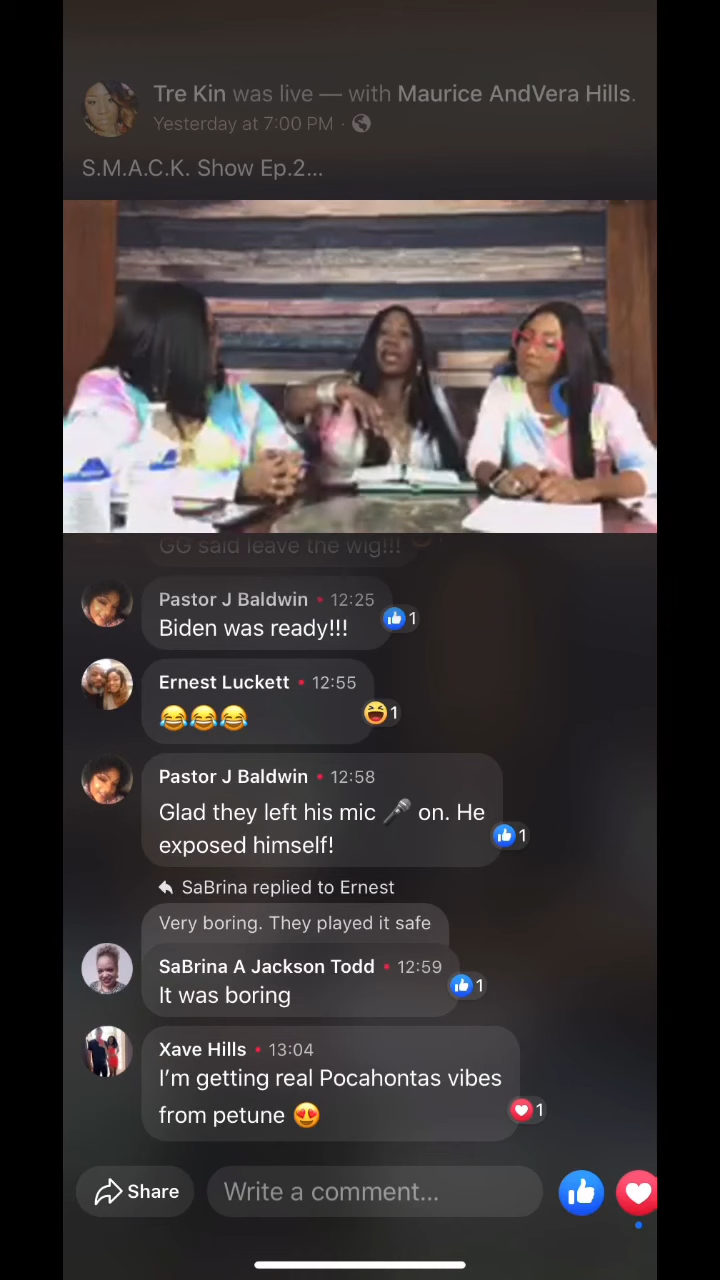 Tre Kin was live — with Maurice AndVera Hills.
Yesterday at 7:00 PM ·
S.M.A.C.K. Show Ep.2...
GG said leave the wig!!!
Pastor J Baldwin • 12:25
Biden was ready!!!
1
Ernest Luckett • 12:55
😂😂😂
1
Pastor J Baldwin • 12:58
Glad they left his mic 🎤 on. He
exposed himself!
1
SaBrina replied to Ernest
Very boring. They played it safe
SaBrina A Jackson Todd • 12:59
It was boring
1
Xave Hills • 13:04
I'm getting real Pocahontas vibes
from petune 😍
1
Share
Write a comment...